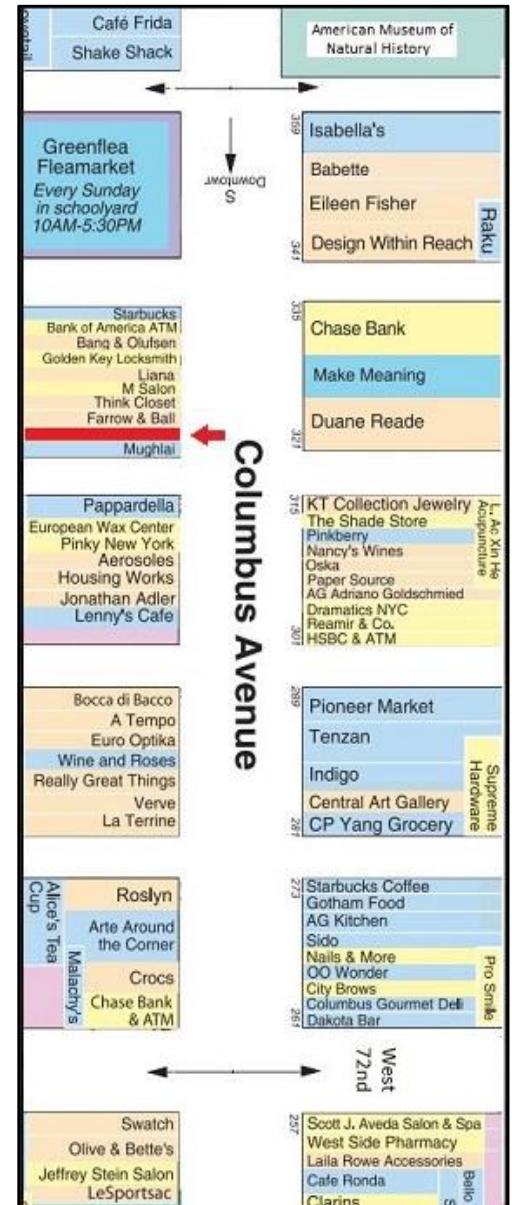 Dovetail
Café Frida
Shake Shack
American Museum of
Natural History
Greenflea
Fleamarket
Every Sunday
in schoolyard
10AM-5:30PM
S
Downtown
359
Isabella's
Babette
Eileen Fisher
Design Within Reach
Raku
341
Starbucks
Bank of America ATM
Bang & Olufsen
Golden Key Locksmith
Liana
M Salon
Think Closet
Farrow & Ball
Mughlai
335
Chase Bank
Make Meaning
Duane Reade
321
Columbus Avenue
Pappardella
European Wax Center
Pinky New York
Aerosoles
Housing Works
Jonathan Adler
Lenny's Cafe
315
KT Collection Jewelry
The Shade Store
Pinkberry
Nancy's Wines
Oska
Paper Source
AG Adriano Goldschmied
Dramatics NYC
Reamir & Co.
HSBC & ATM
L. Ac Xin He
Acupuncture
301
Bocca di Bacco
A Tempo
Euro Optika
Wine and Roses
Really Great Things
Verve
La Terrine
289
Pioneer Market
Tenzan
Indigo
Central Art Gallery
CP Yang Grocery
Supreme
Hardware
281
Alice's Tea
Cup
Roslyn
Arte Around
the Corner
Malachy's
Crocs
Chase Bank
& ATM
273
Starbucks Coffee
Gotham Food
AG Kitchen
Sido
Nails & More
OO Wonder
City Brows
Columbus Gourmet Deli
Dakota Bar
Pro Smile
261
West
72nd
Swatch
Olive & Bette's
Jeffrey Stein Salon
LeSportsac
257
Scott J. Aveda Salon & Spa
West Side Pharmacy
Laila Rowe Accessories
Cafe Ronda
Clarins
Bello
S